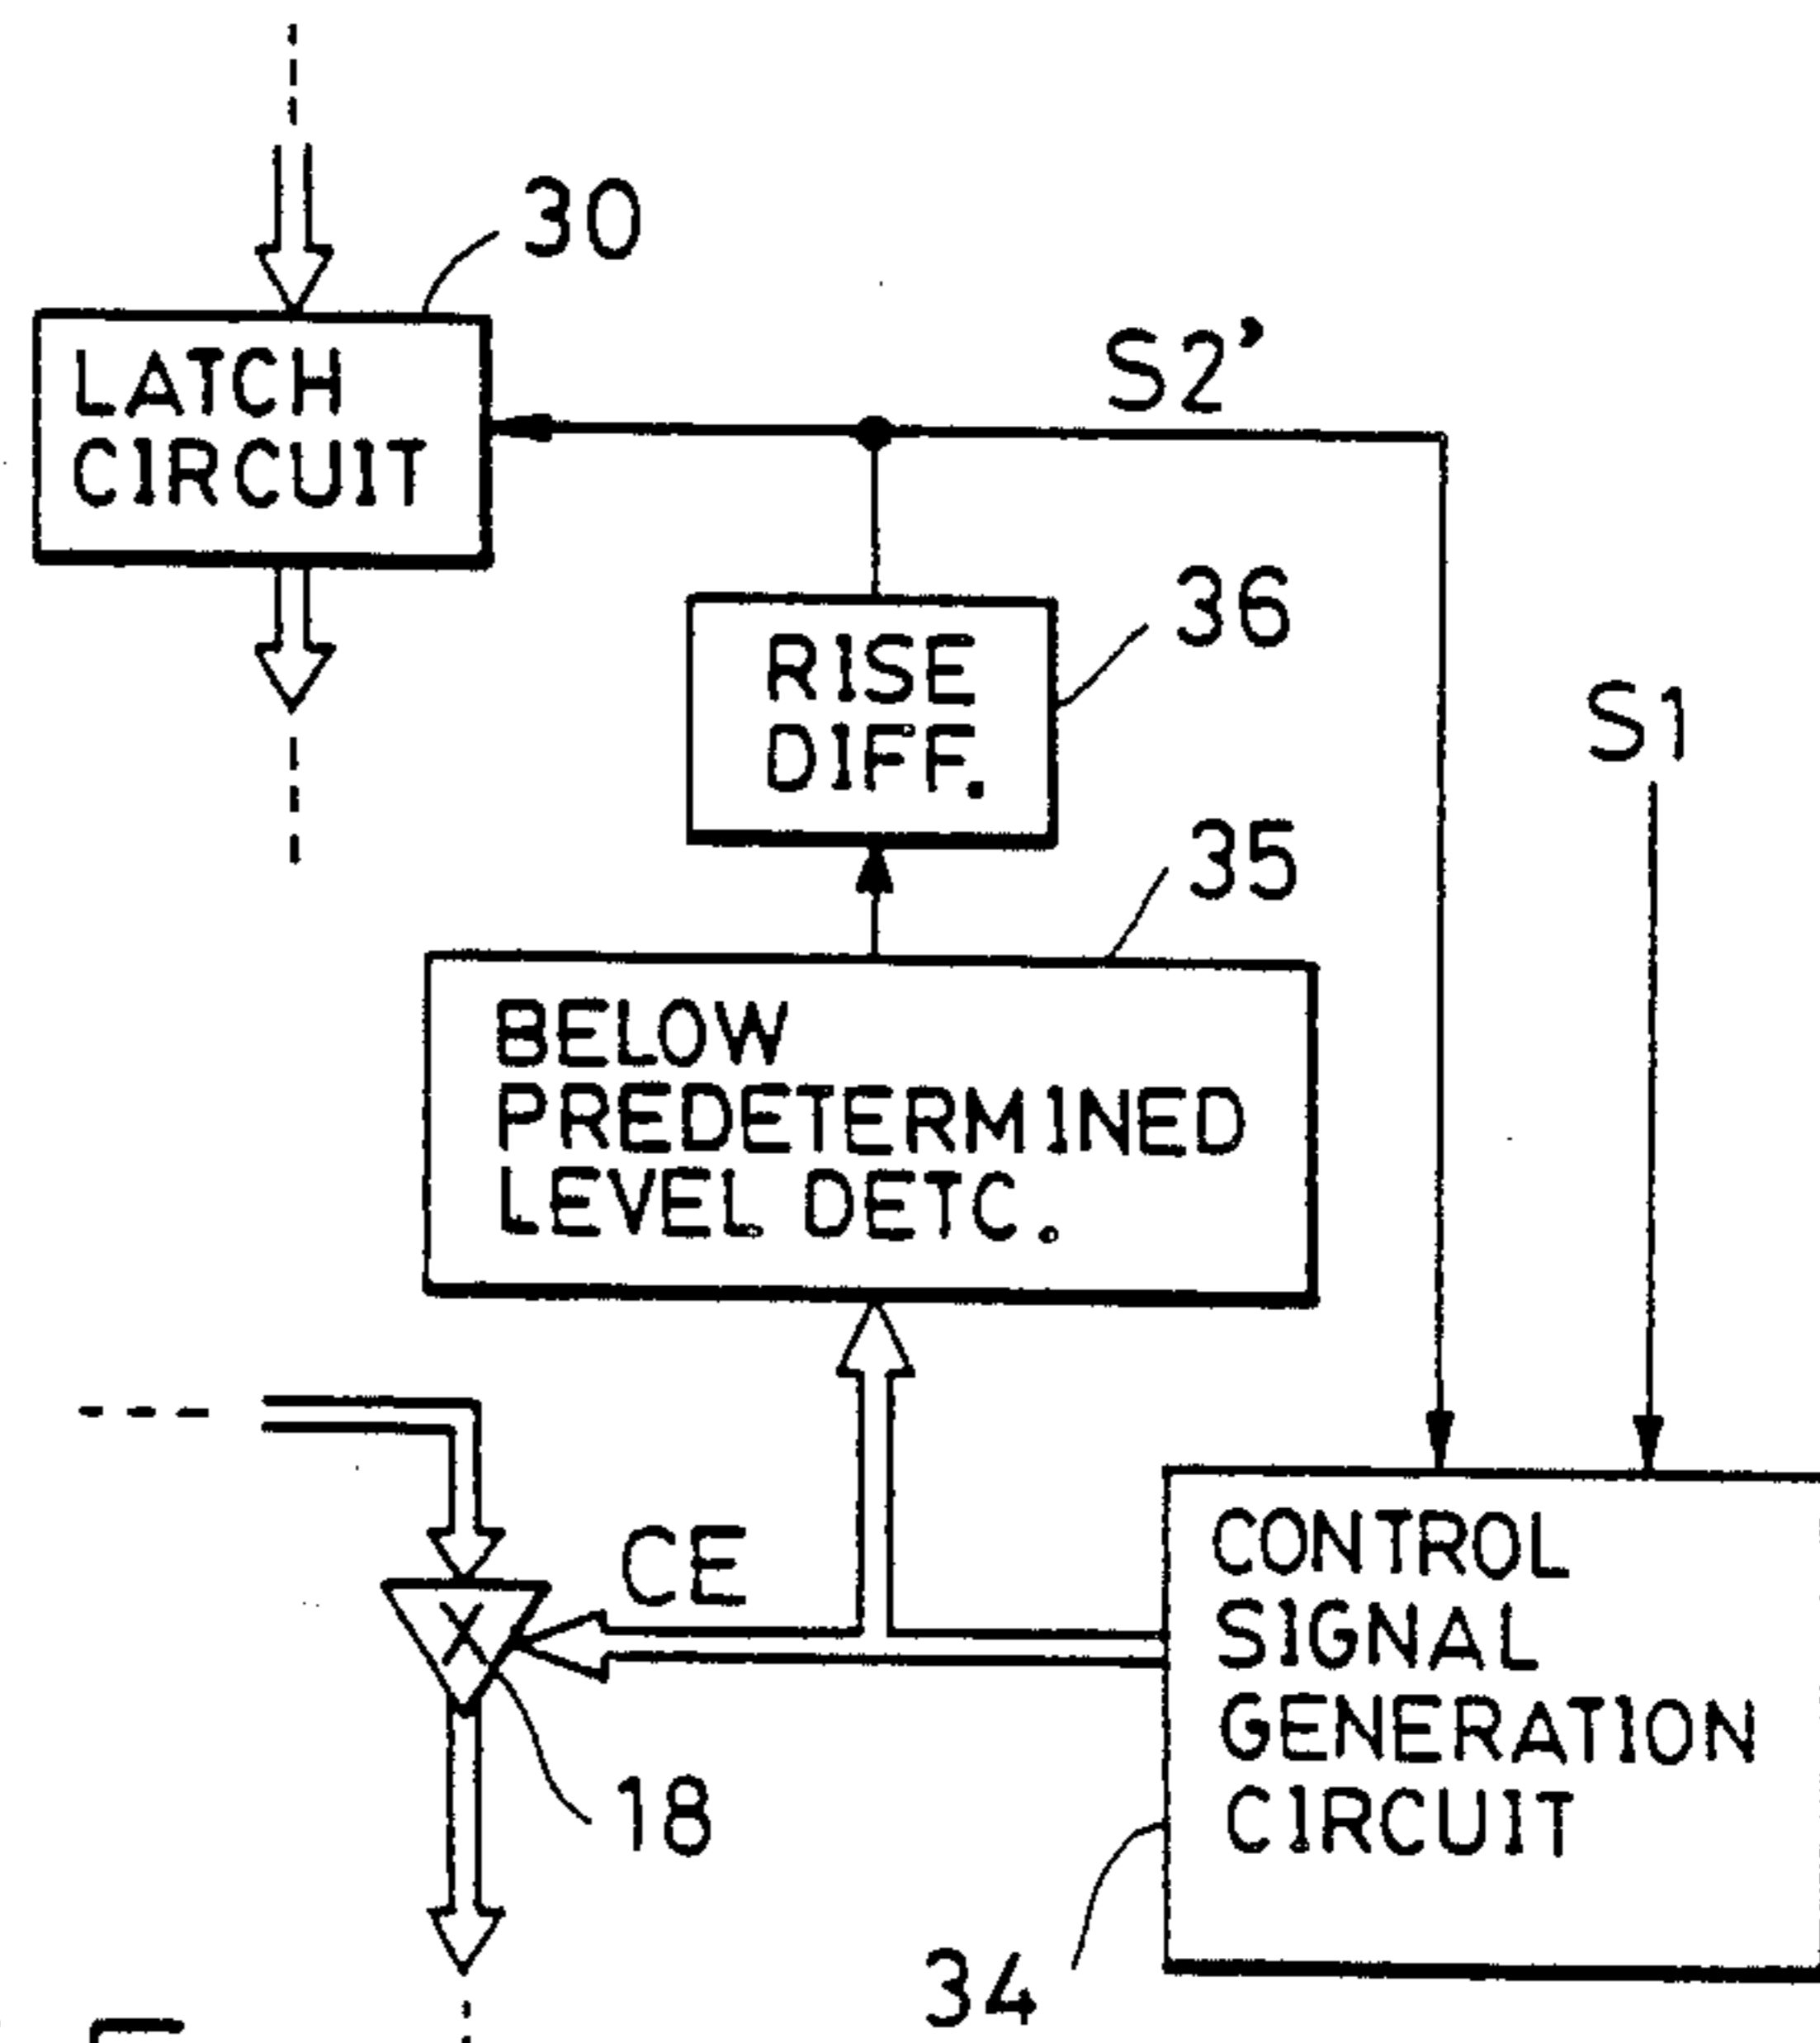 30
LATCH
CIRCUIT
S2’
36
RISE
DIFF.
S1
35
BELOW
PREDETERMINED
LEVEL DETC.
CE
X
18
CONTROL
SIGNAL
GENERATION
CIRCUIT
34